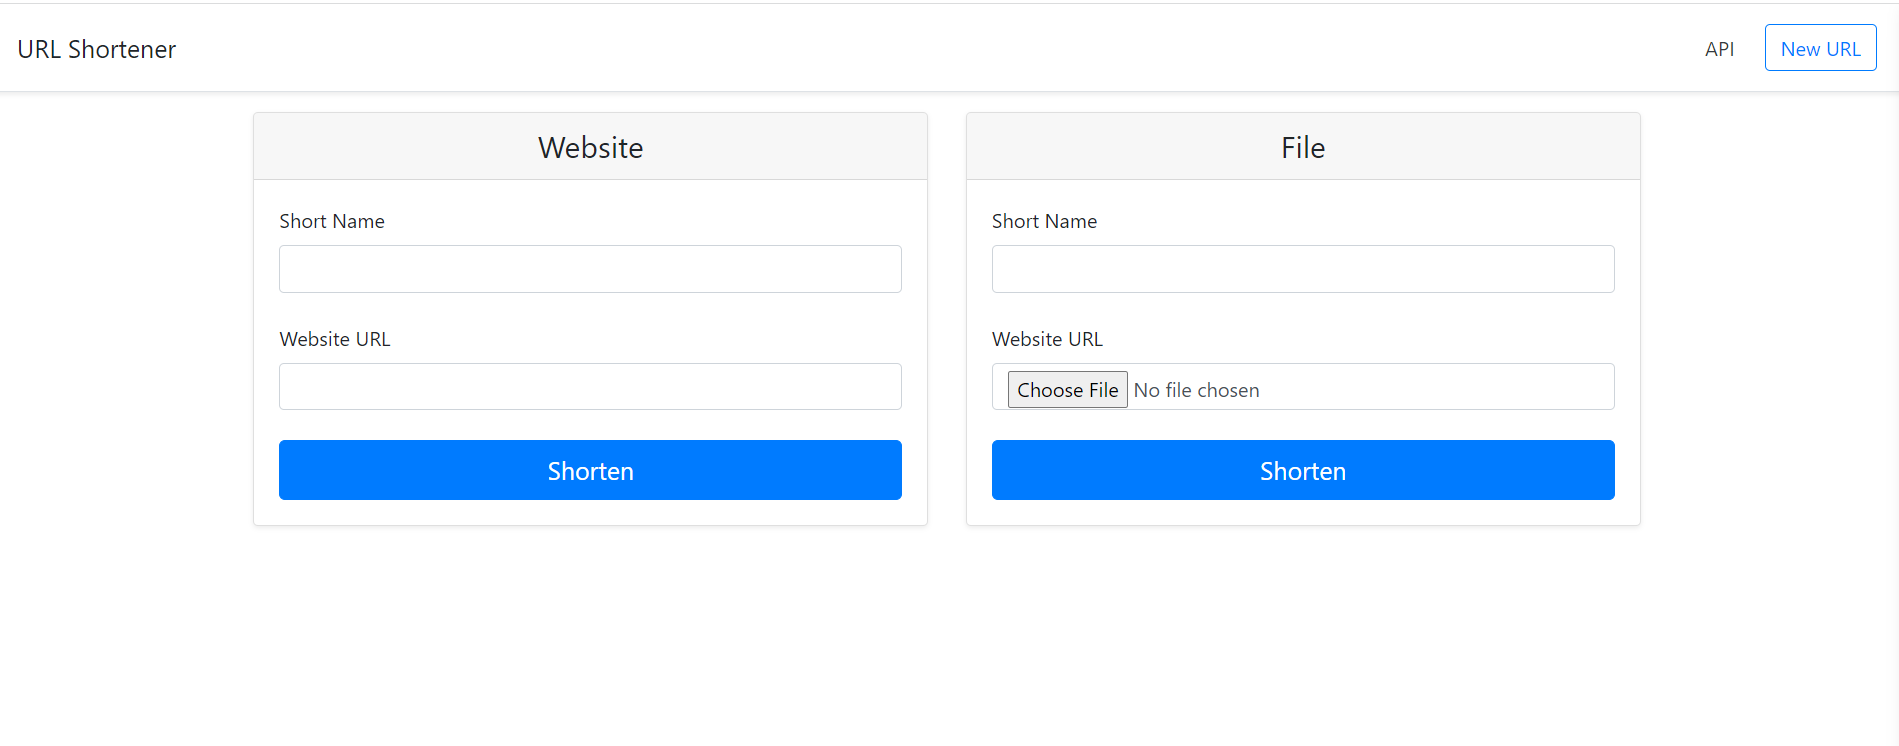 URL Shortener
API
New URL
Website
Short Name
Website URL
Shorten
File
Short Name
Website URL
Choose File No file chosen
Shorten